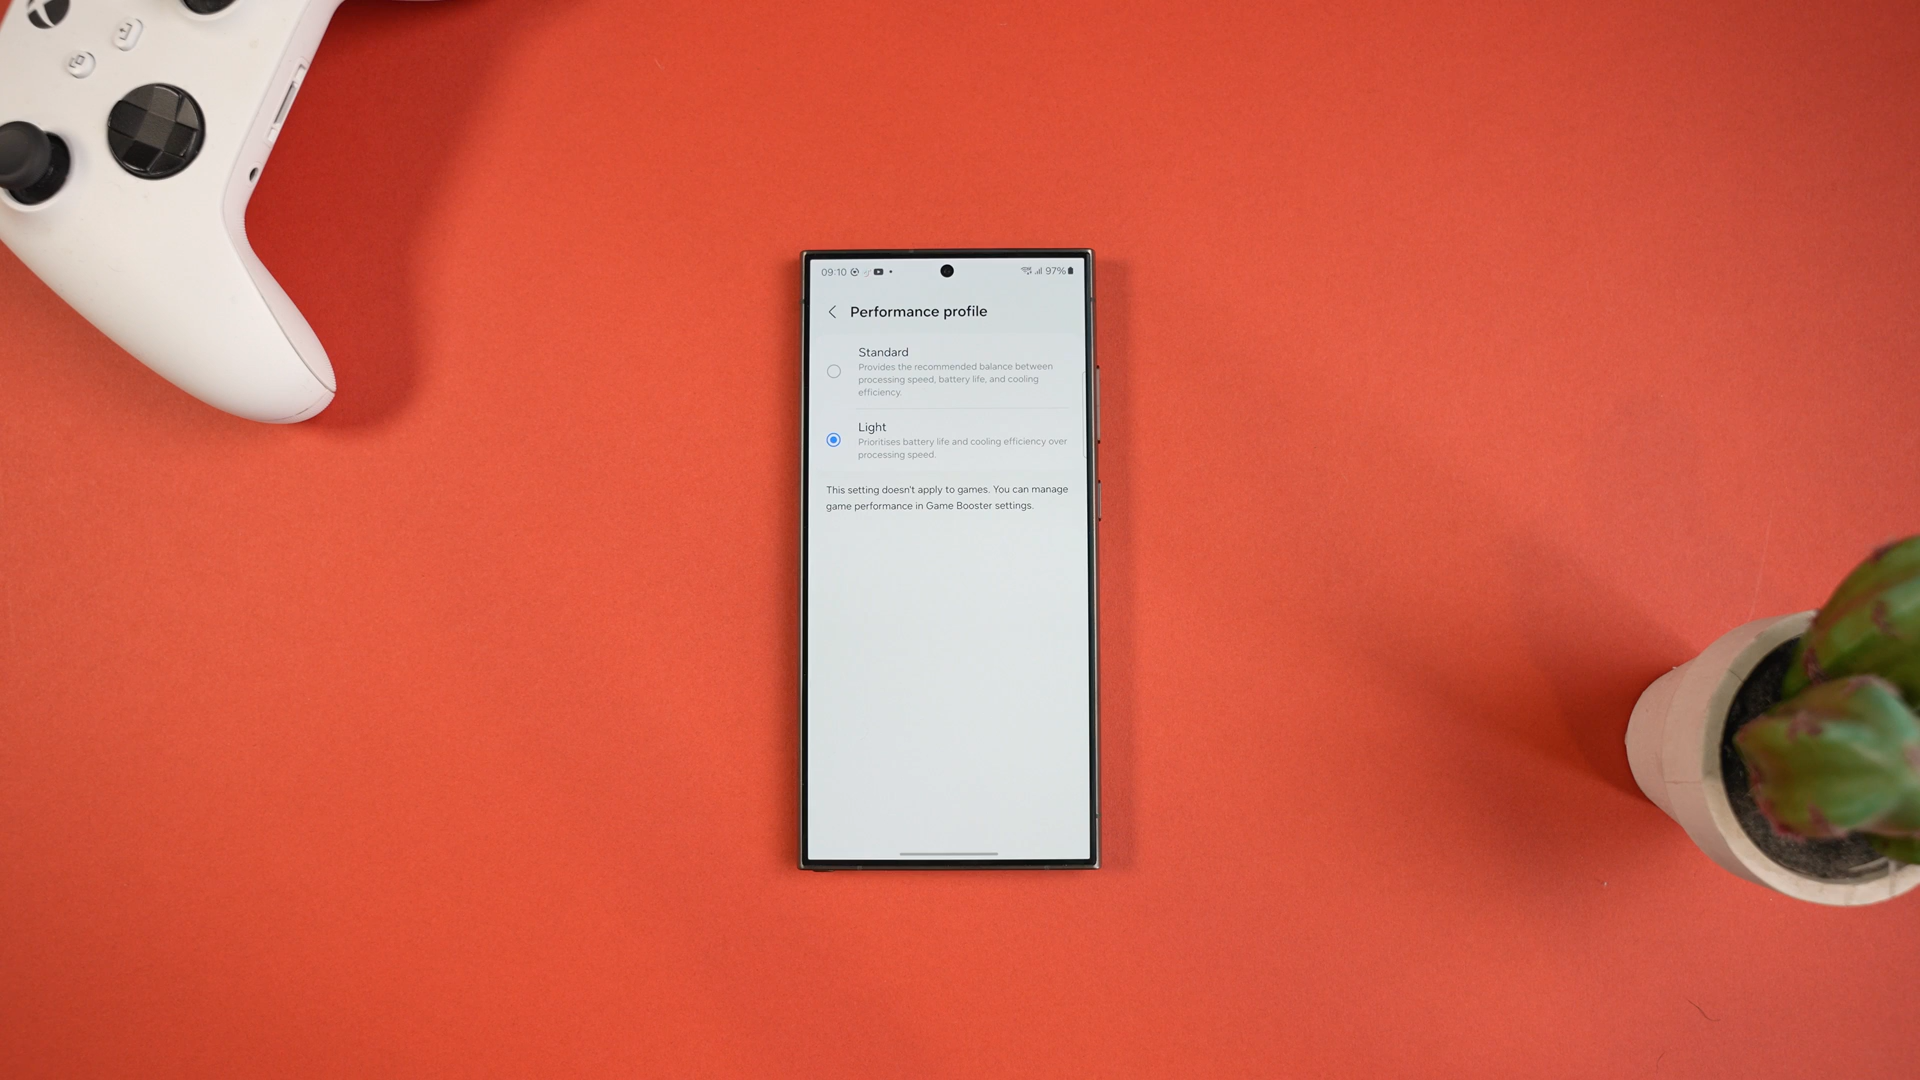 09:10 97%
Performance profile
Standard
Provides the recommended balance between
processing speed, battery life, and cooling
efficiency.
Light
Prioritises battery life and cooling efficiency over
processing speed.
This setting doesn't apply to games. You can manage
game performance in Game Booster settings.